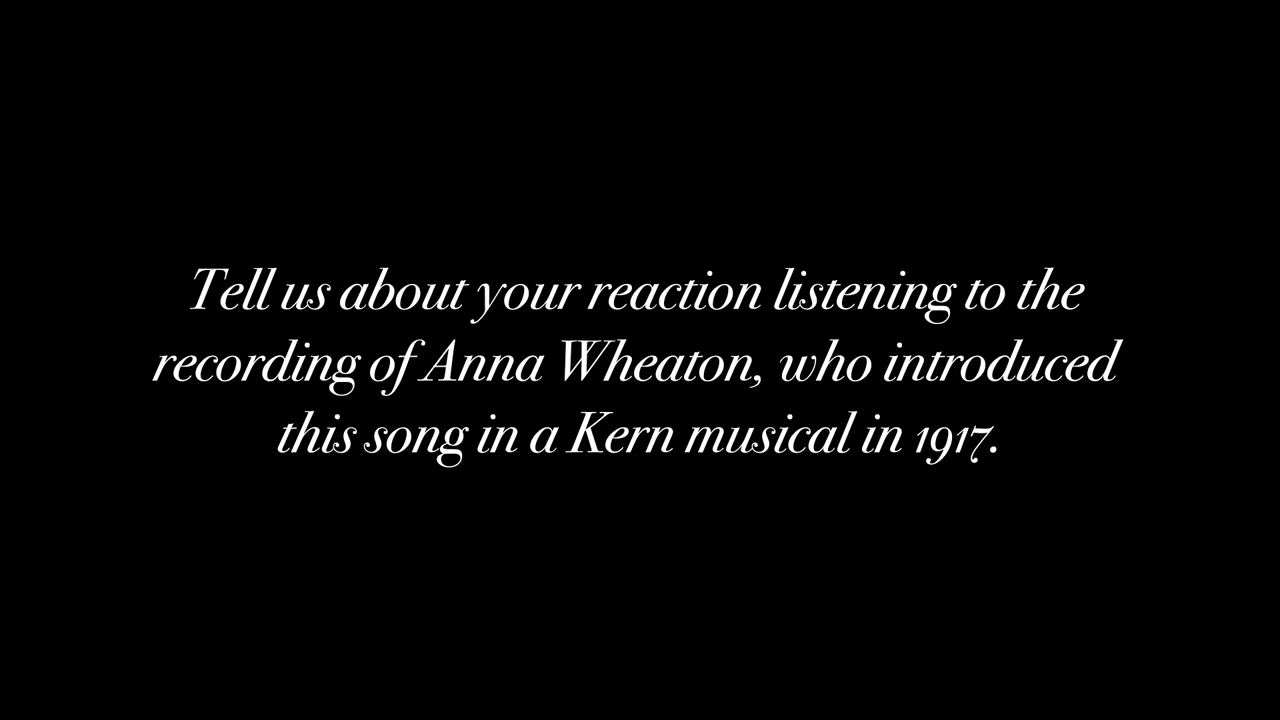 Tell us about your reaction listening to the
recording of Anna Wheaton, who introduced
this song in a Kern musical in 1917.